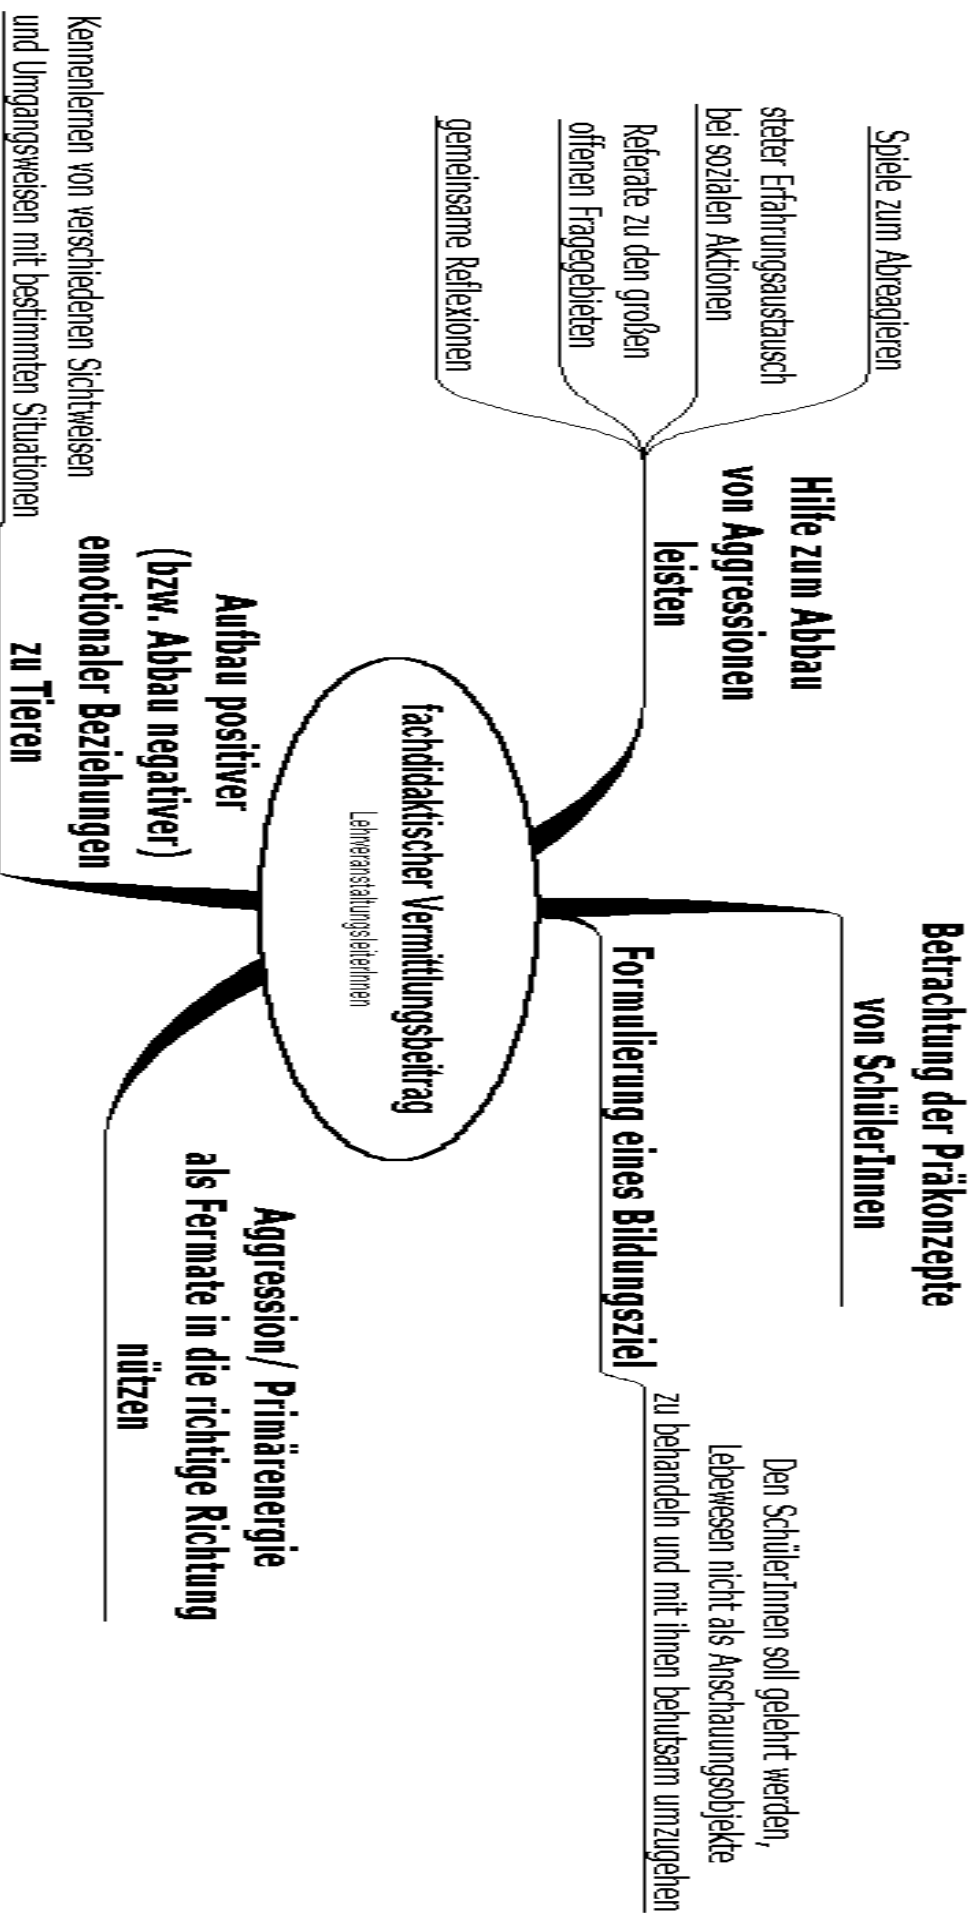 Betrachtung der Präkonzepte
von SchülerInnen
Spiele zum Abreagieren
steter Erfahrungsaustausch
bei sozialen Aktionen
Referate zu den großen
offenen Fragegebieten
gemeinsame Reflexionen
Hilfe zum Abbau
von Aggressionen
leisten
Formulierung eines Bildungsziel
Den SchülerInnen soll gelehrt werden,
Lebewesen nicht als Anschauungsobjekte
zu behandeln und mit ihnen behutsam umzugehen
fachdidaktischer Vermittlungsbeitrag
LehrveranstaltungsleiterInnen
Aufbau positiver
(bzw. Abbau negativer)
emotionaler Beziehungen
zu Tieren
Kennenlernen von verschiedenen Sichtweisen
und Umgangsweisen mit bestimmten Situationen
Aggression/ Primärenergie
als Fermate in die richtige Richtung
nützen